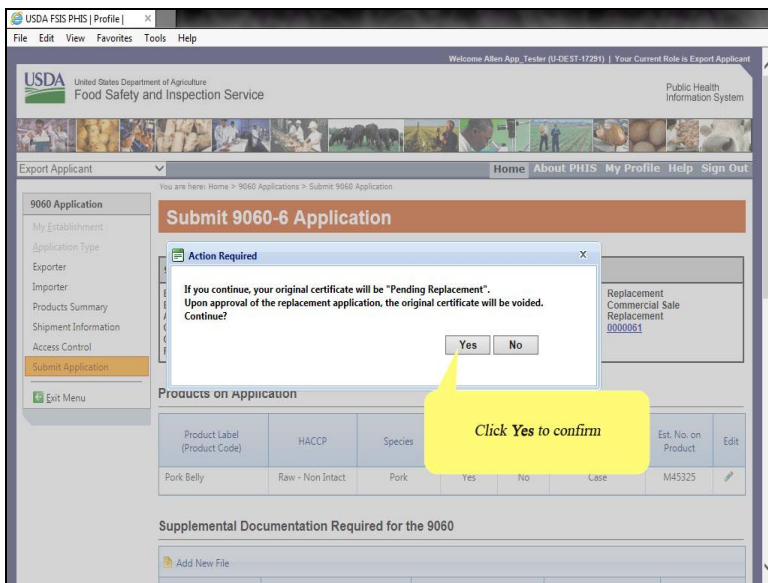 USDA FSIS PHIS | Profile |
File Edit View Favorites Tools Help
Welcome Allen App_Tester (U-DEST-17291) | Your Current Role is Export Applicant
USDA
United States Department of Agriculture
Food Safety and Inspection Service
Public Health
Information System
Export Applicant
Home About PHIS My Profile Help Sign Out
You are here: Home > 9060 Applications > Submit 9060 Application
9060 Application
My Establishment
Application Type
Exporter
Importer
Products Summary
Shipment Information
Access Control
Submit Application
Exit Menu
Submit 9060-6 Application
Action Required X
If you continue, your original certificate will be "Pending Replacement".
Upon approval of the replacement application, the original certificate will be voided.
Continue?
Yes No
Replacement
Commercial Sale
Replacement
0000061
Click Yes to confirm
Products on Application
Product Label
(Product Code)
HACCP
Species
Est. No. on
Product
Edit
Pork Belly Raw - Non Intact Pork Yes No Case M45325
Supplemental Documentation Required for the 9060
Add New File